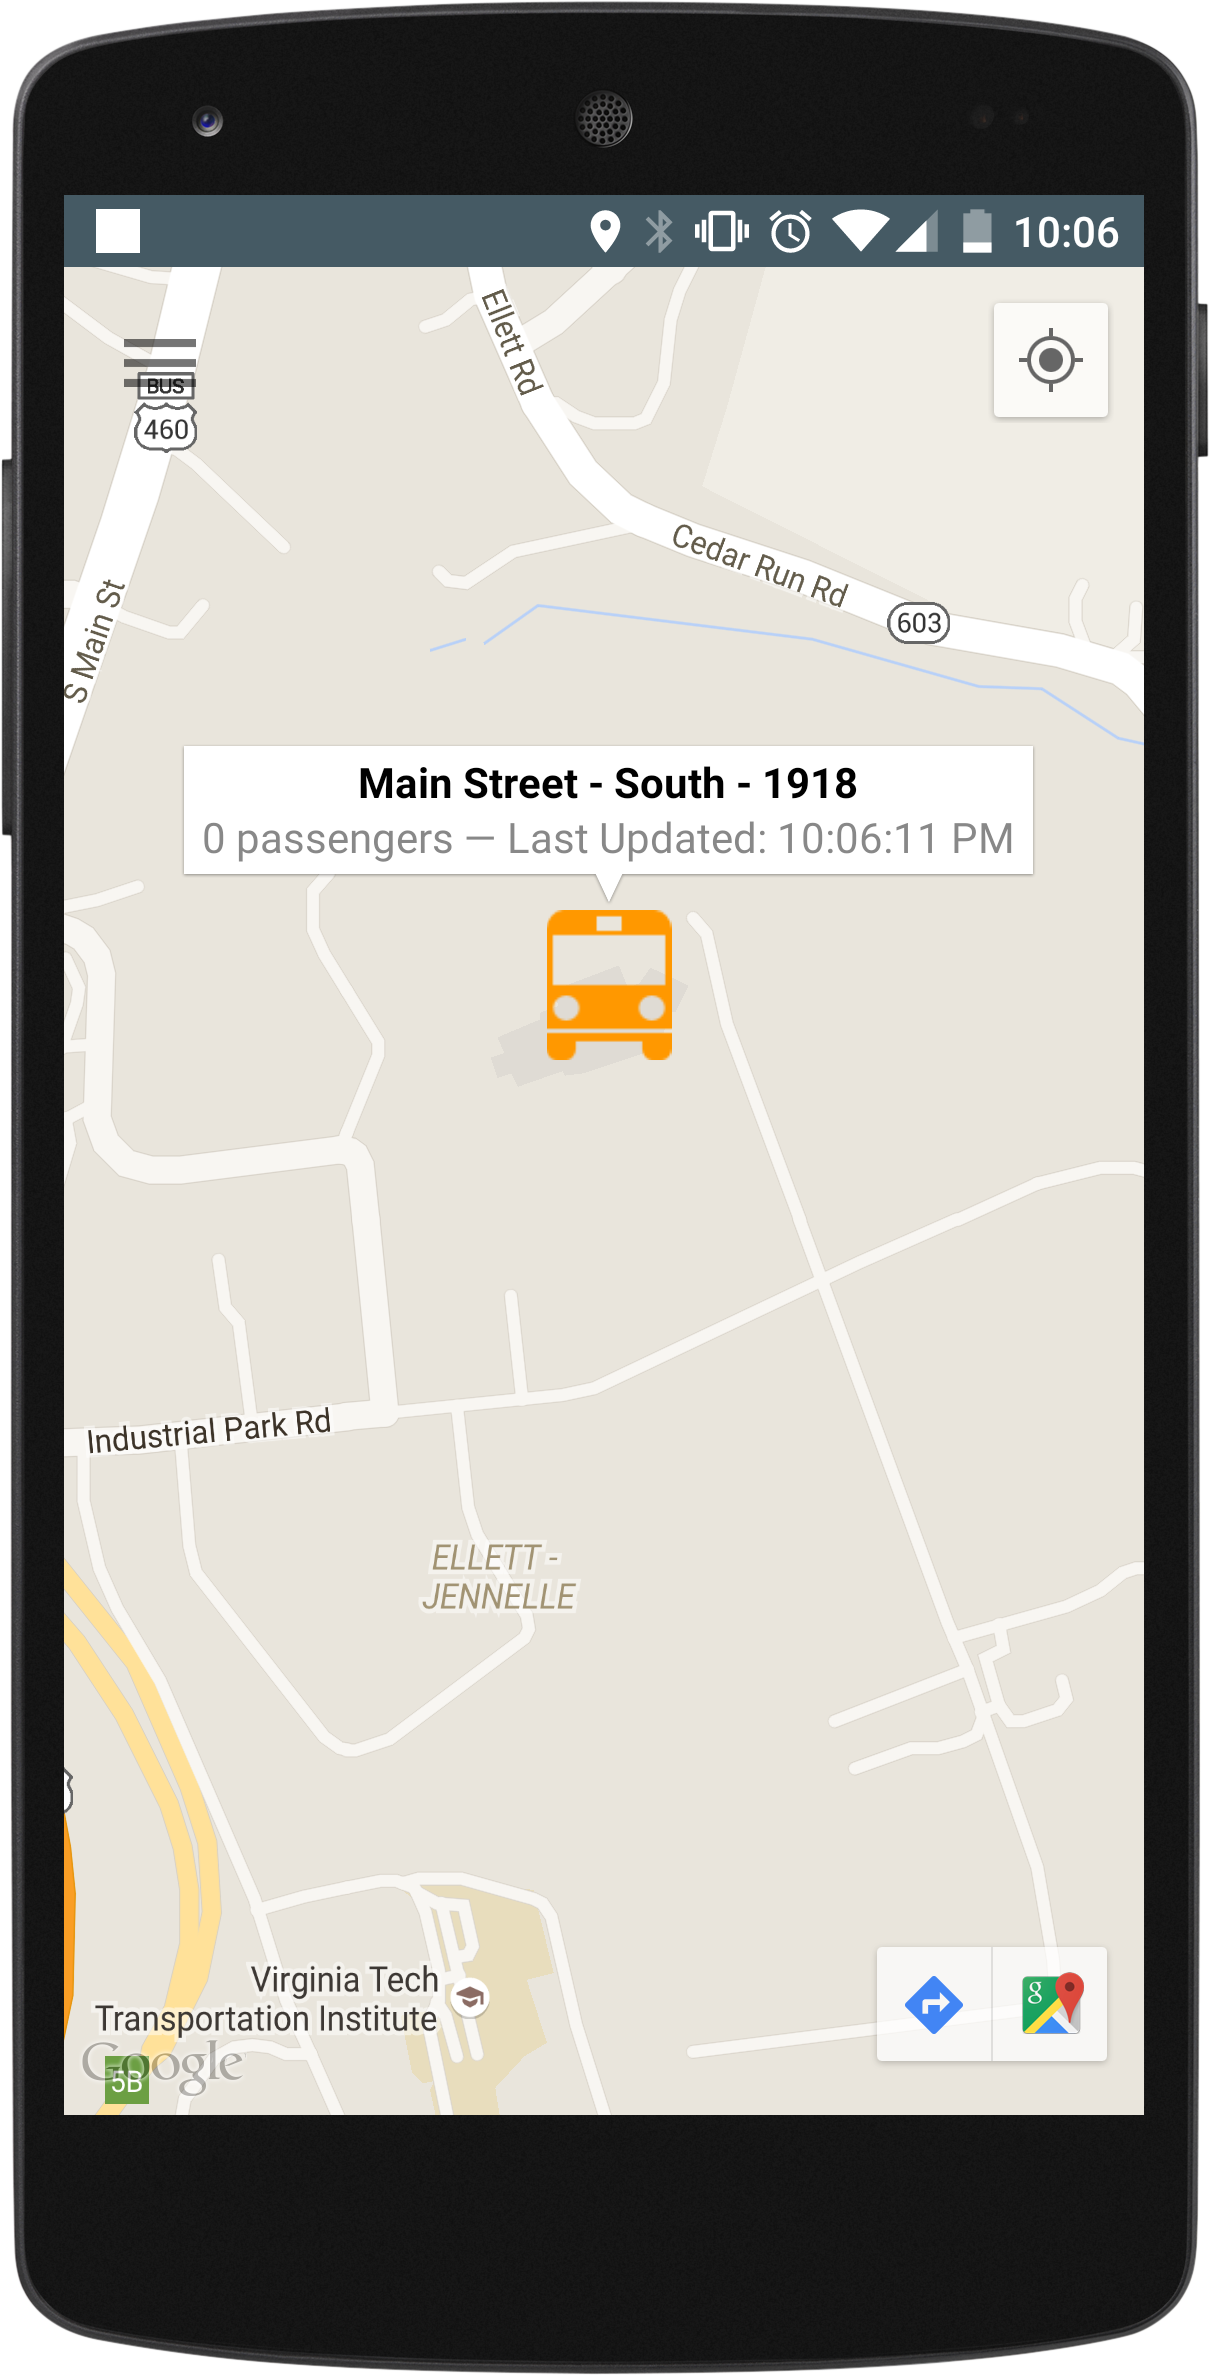 10:06
Ellett Rd
BUS
460
Cedar Run Rd
603
S Main St
Main Street - South - 1918
0 passengers — Last Updated: 10:06:11 PM
Industrial Park Rd
ELLETT -
JENNELLE
Virginia Tech
Transportation Institute
g
Google
5B